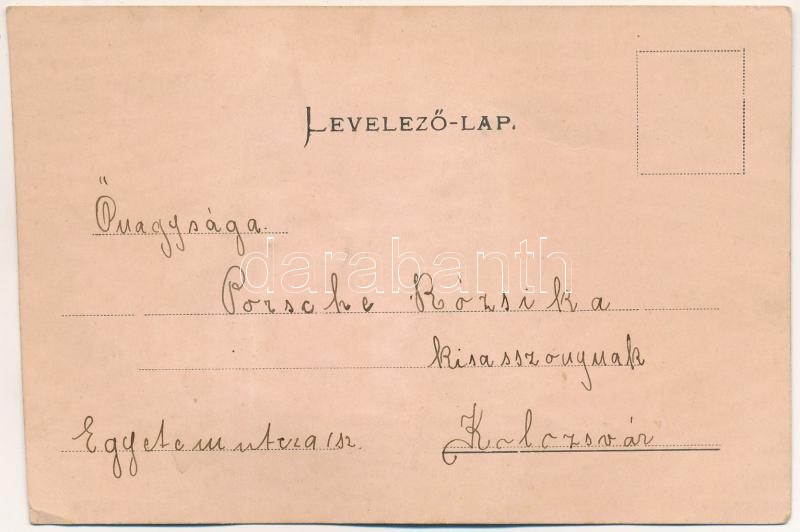 LEVELEZŐ-LAP.
Őnagysága.
darabanth
Porsche Rózsika
kisasszonynak
Egyetem utcza 1 sz
Kolozsvár